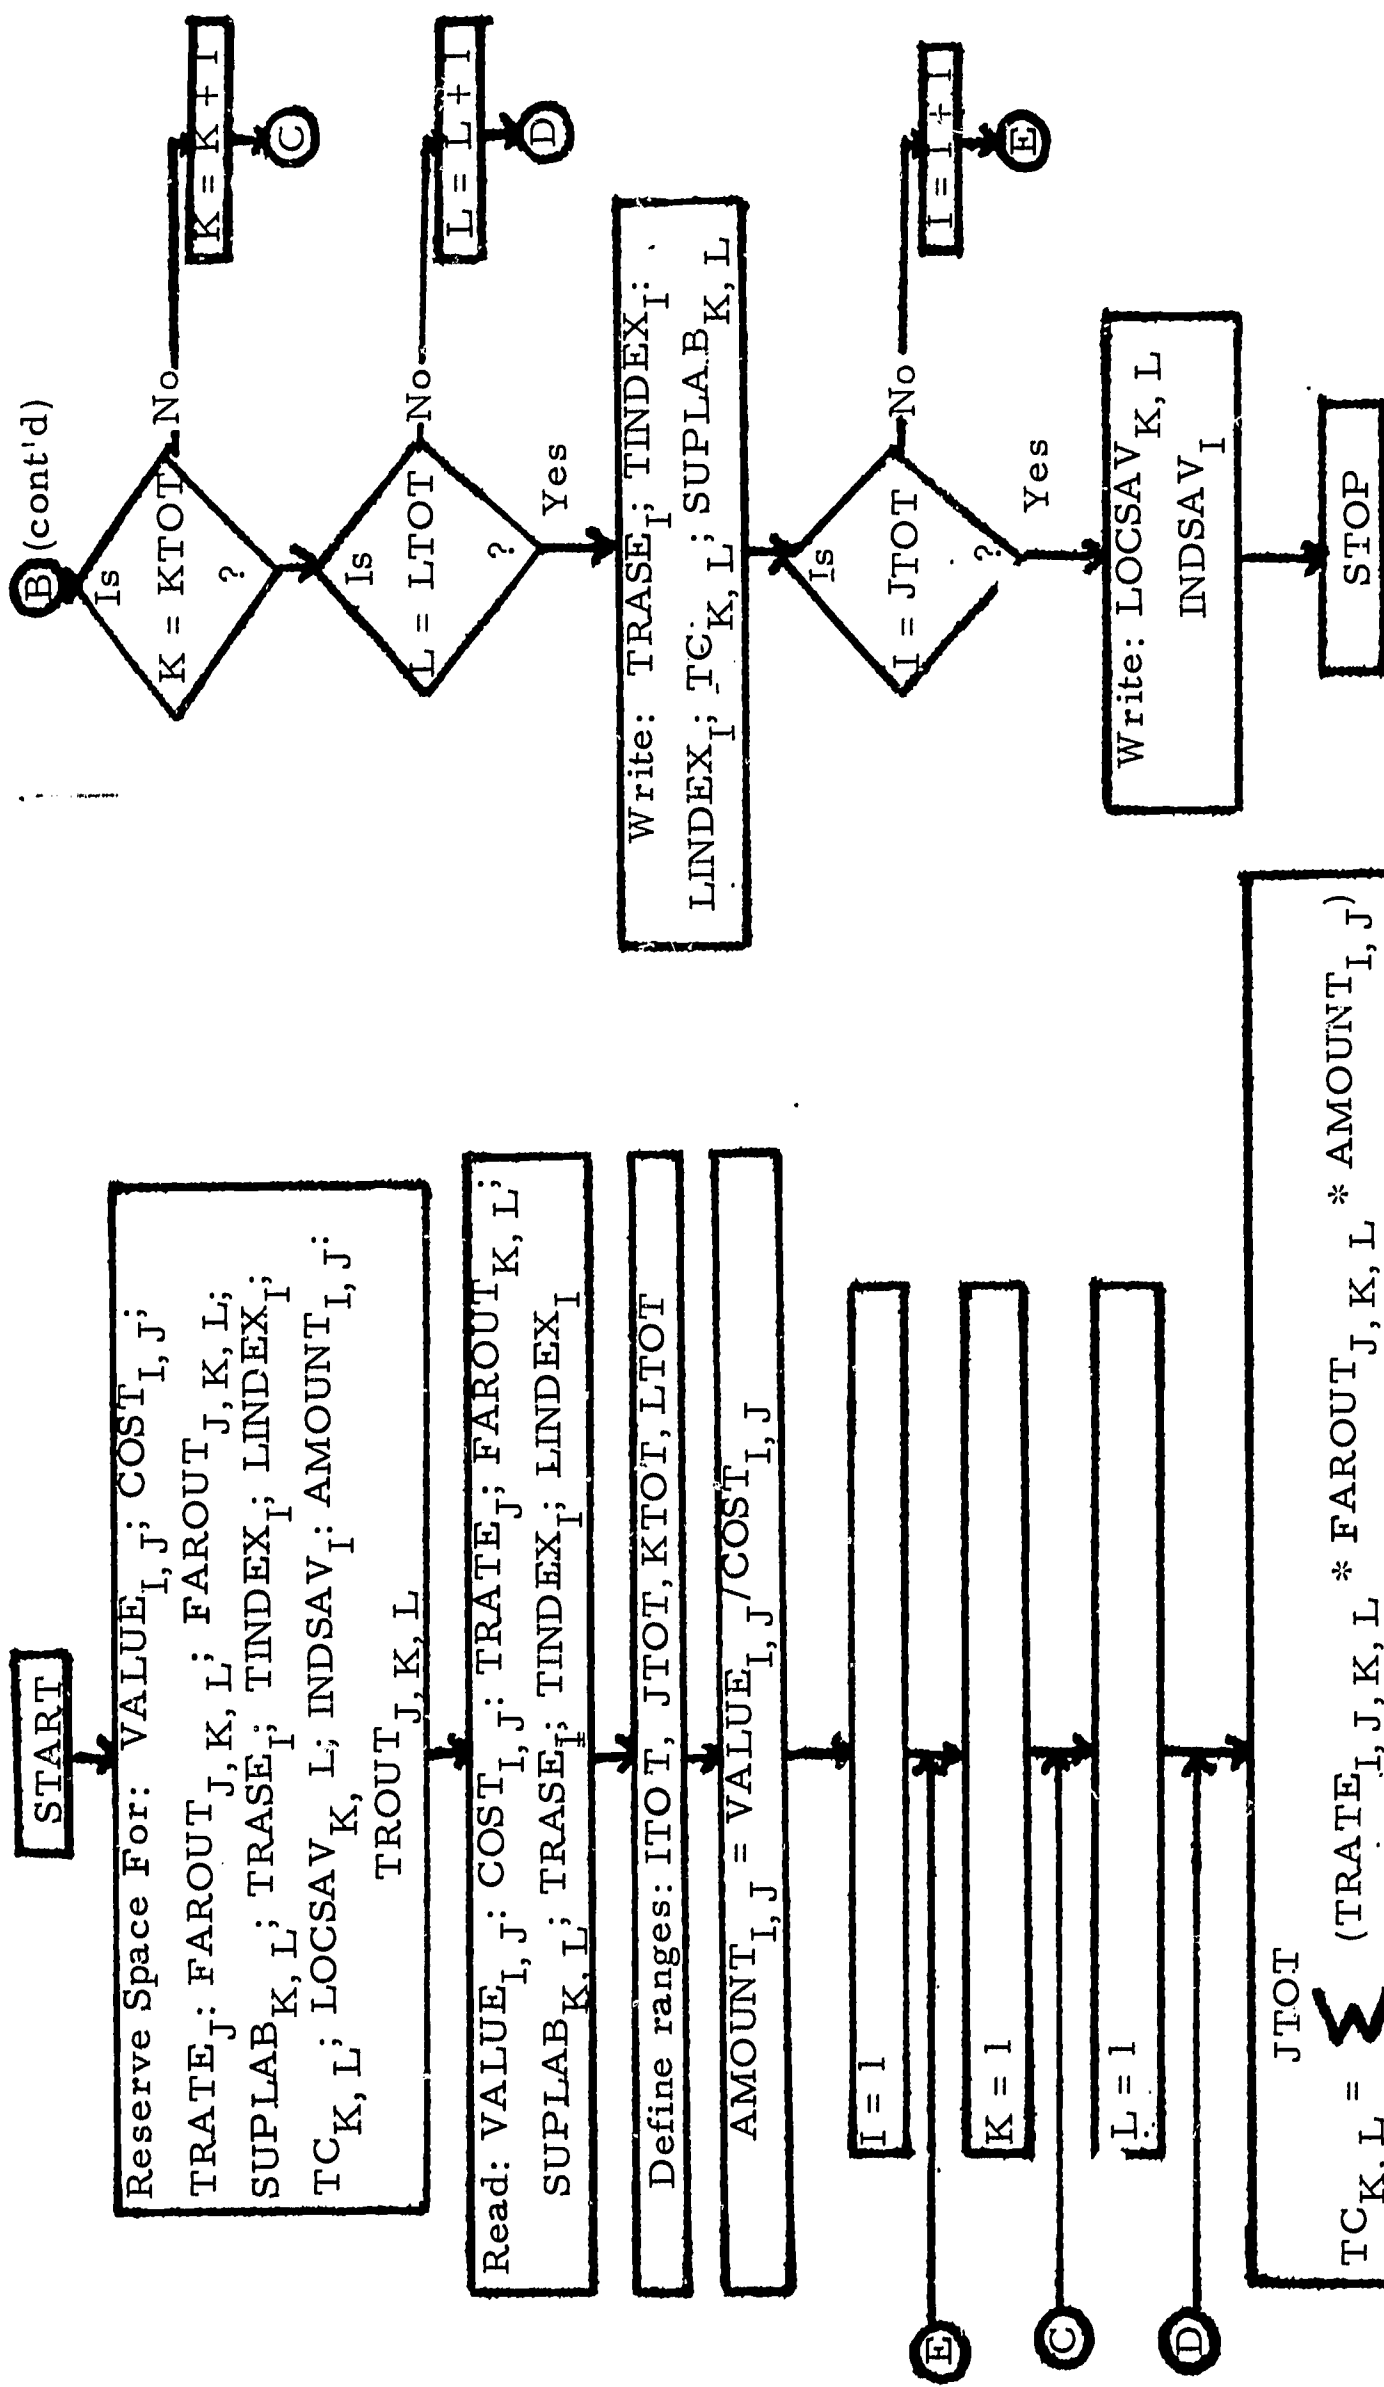 START
Reserve Space For: VALUE I, J; COST I, J;
TRATE J: FAROUT J, K, L; FAROUT J, K, L;
SUPLAB K, L; TRASE I; TINDEX I; LINDEX I;
TC K, L; LOCSAV K, L; INDSAV I: AMOUNT I, J:
TROUT J, K, L
Read: VALUE I, J: COST I, J: TRATE J; FAROUT K, L;
SUPLAB K, L; TRASE I; TINDEX I; LINDEX I
Define ranges: ITOT, JTOT, KTOT, LTOT
AMOUNT I, J = VALUE I, J /COST I, J
I = 1
E
K = 1
C
L = 1
D
JTOT
TC K, L = Σ (TRATE I, J, K, L * FAROUT J, K, L * AMOUNT I, J)
B (cont'd)
Is
K = KTOT
?
No
K = K + 1
C
Is
L = LTOT
?
No
L = L + 1
D
Yes
Write: TRASE I; TINDEX I:
LINDEX I; TC K, L; SUPLAB K, L
Is
I = JTOT
?
No
I = I + 1
E
Yes
Write: LOCSAV K, L
INDSAV I
STOP